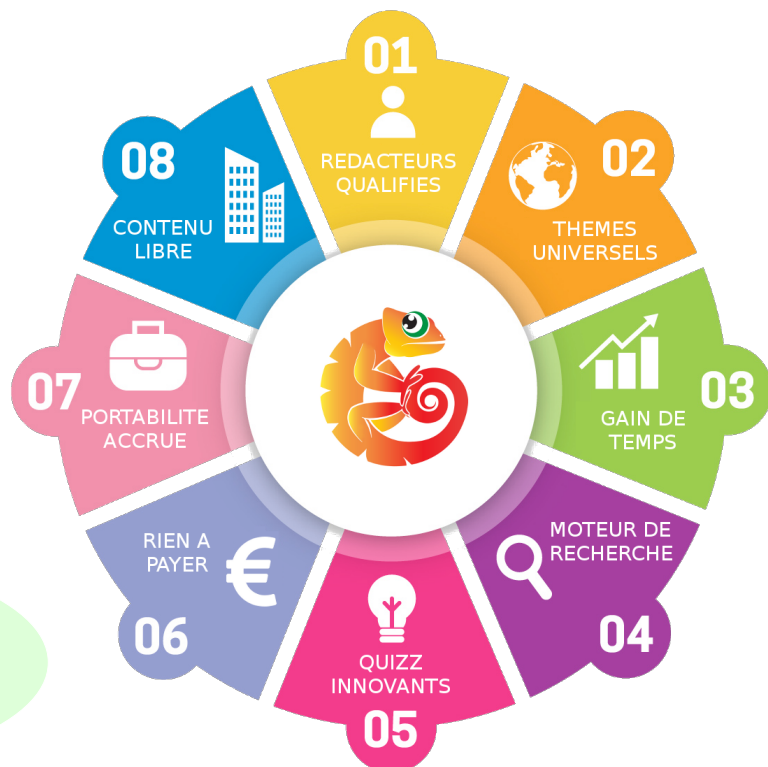 01
REDACTEURS
QUALIFIES
02
THEMES
UNIVERSELS
03
GAIN DE
TEMPS
04
MOTEUR DE
RECHERCHE
05
QUIZZ
INNOVANTS
06
RIEN A
PAYER
€
07
PORTABILITE
ACCRUE
08
CONTENU
LIBRE